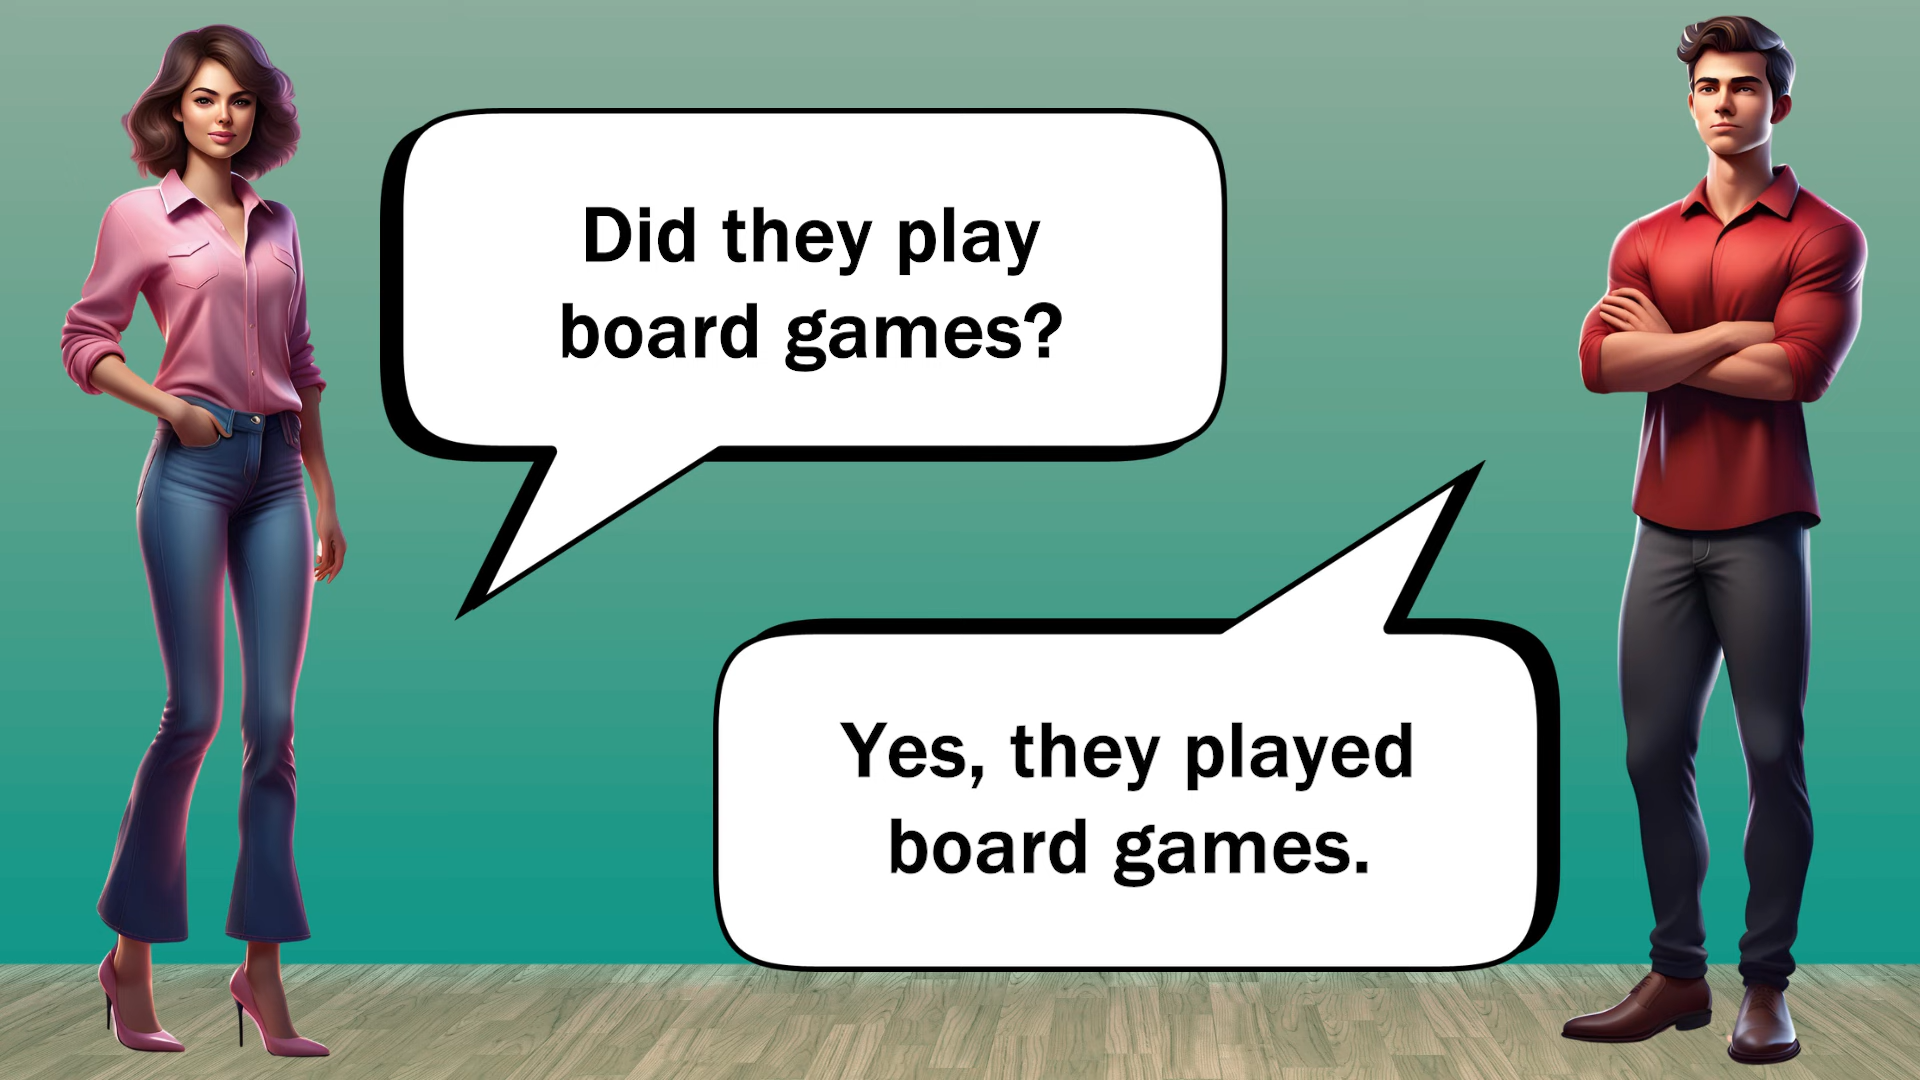 Did they play
board games?
Yes, they played
board games.